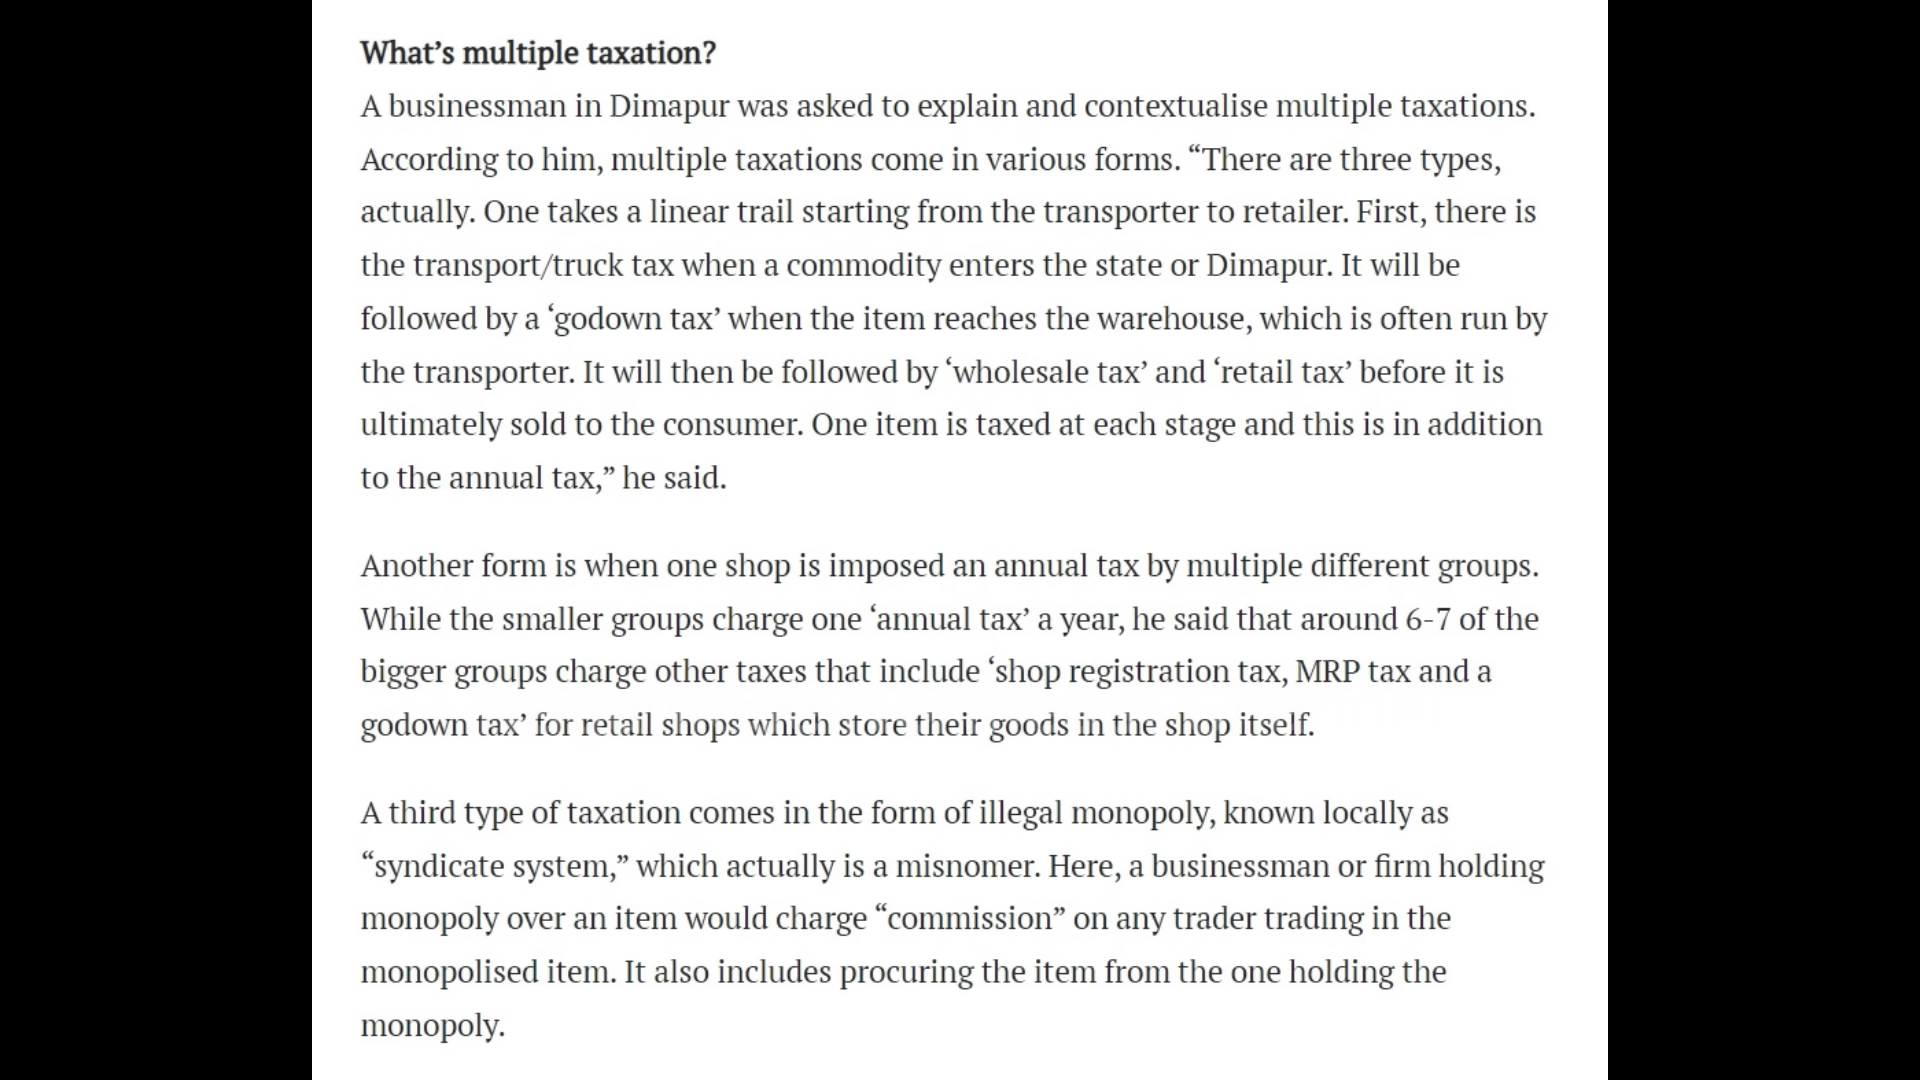 What’s multiple taxation?
A businessman in Dimapur was asked to explain and contextualise multiple taxations.
According to him, multiple taxations come in various forms. “There are three types,
actually. One takes a linear trail starting from the transporter to retailer. First, there is
the transport/truck tax when a commodity enters the state or Dimapur. It will be
followed by a ‘godown tax’ when the item reaches the warehouse, which is often run by
the transporter. It will then be followed by ‘wholesale tax’ and ‘retail tax’ before it is
ultimately sold to the consumer. One item is taxed at each stage and this is in addition
to the annual tax,” he said.
Another form is when one shop is imposed an annual tax by multiple different groups.
While the smaller groups charge one ‘annual tax’ a year, he said that around 6-7 of the
bigger groups charge other taxes that include ‘shop registration tax, MRP tax and a
godown tax’ for retail shops which store their goods in the shop itself.
A third type of taxation comes in the form of illegal monopoly, known locally as
“syndicate system,” which actually is a misnomer. Here, a businessman or firm holding
monopoly over an item would charge “commission” on any trader trading in the
monopolised item. It also includes procuring the item from the one holding the
monopoly.